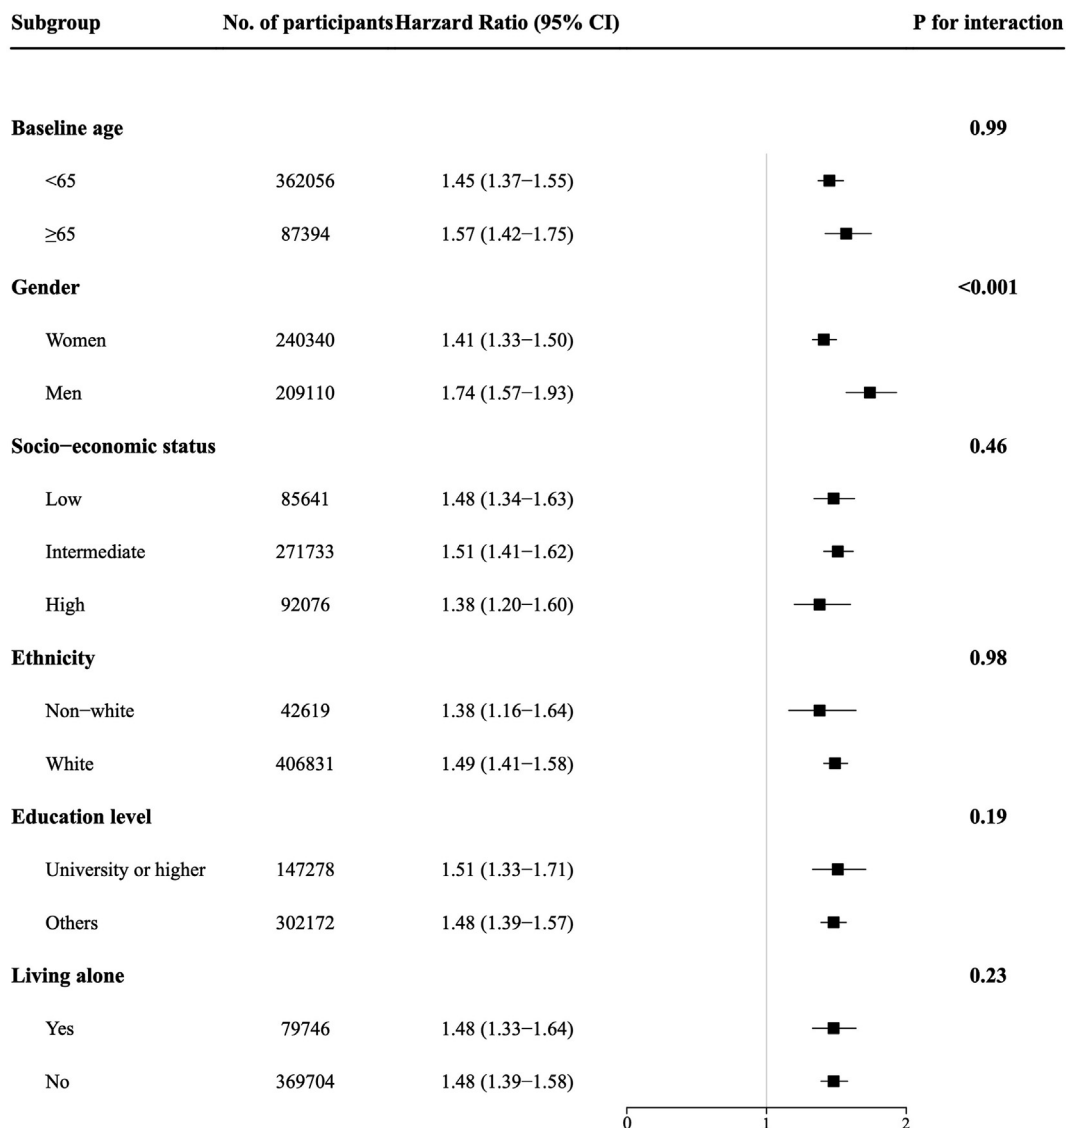 Subgroup No. of participants Harzard Ratio (95% CI) P for interaction
Baseline age 0.99
<65 362056 1.45 (1.37−1.55)
≥65 87394 1.57 (1.42−1.75)
Gender <0.001
Women 240340 1.41 (1.33−1.50)
Men 209110 1.74 (1.57−1.93)
Socio−economic status 0.46
Low 85641 1.48 (1.34−1.63)
Intermediate 271733 1.51 (1.41−1.62)
High 92076 1.38 (1.20−1.60)
Ethnicity 0.98
Non−white 42619 1.38 (1.16−1.64)
White 406831 1.49 (1.41−1.58)
Education level 0.19
University or higher 147278 1.51 (1.33−1.71)
Others 302172 1.48 (1.39−1.57)
Living alone 0.23
Yes 79746 1.48 (1.33−1.64)
No 369704 1.48 (1.39−1.58)
0 1 2